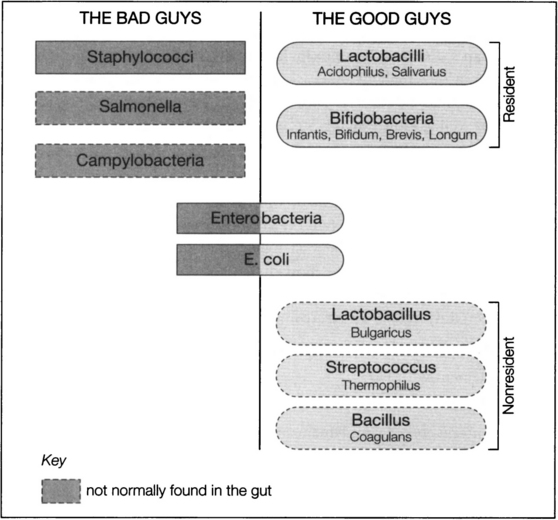 THE BAD GUYS
THE GOOD GUYS
Staphylococci
Salmonella
Campylobacteria
Lactobacilli
Acidophilus, Salivarius
Bifidobacteria
Infantis, Bifidum, Brevis, Longum
Resident
Enterobacteria
E. coli
Lactobacillus
Bulgaricus
Streptococcus
Thermophilus
Bacillus
Coagulans
Nonresident
Key
not normally found in the gut